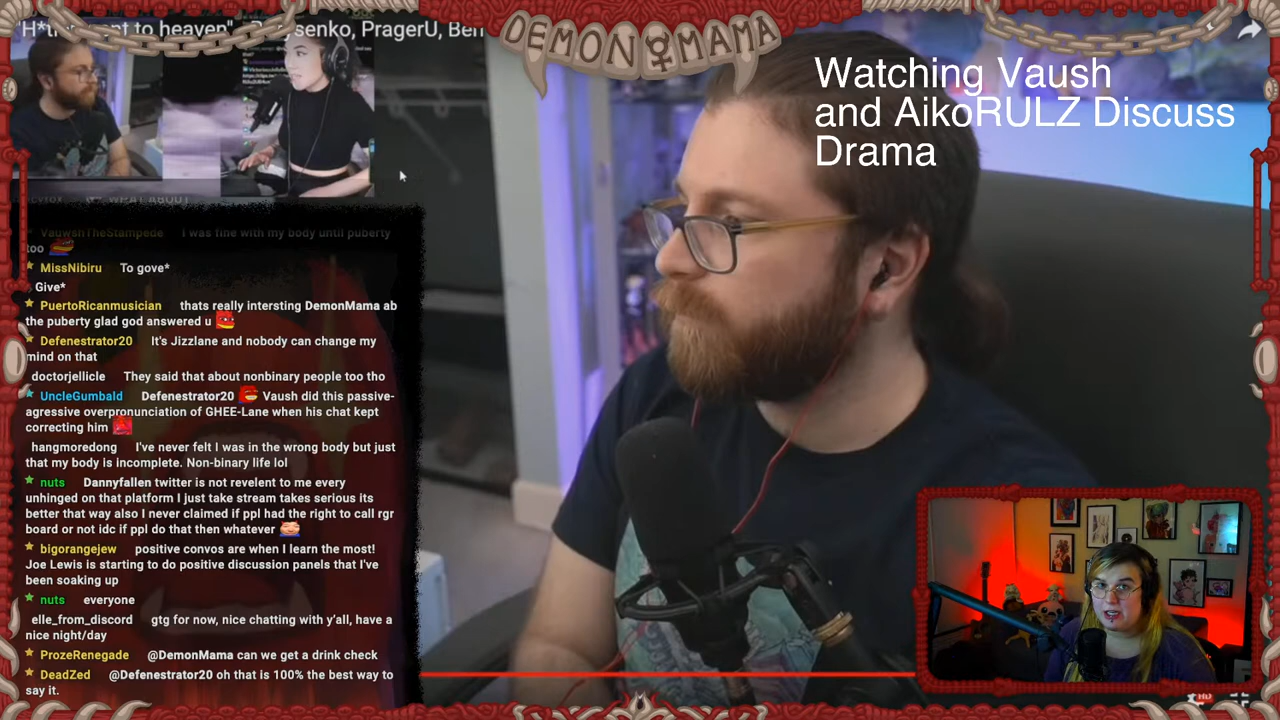 "H*t
nt to heaven" -
senko, PragerU, Ben
DEMON MAMA
Watching Vaush
and AikoRULZ Discuss
Drama
VauwshTheStampede I was fine with my body until puberty
too
MissNibiru To gove*
Give*
PuertoRicanmusician thats really intersting DemonMama ab
the puberty glad god answered u
Defenestrator20 It's Jizzlane and nobody can change my
mind on that
doctorjellicle They said that about nonbinary people too tho
UncleGumbald Defenestrator20 Vaush did this passive-
agressive overpronunciation of GHEE-Lane when his chat kept
correcting him
hangmoredong I've never felt I was in the wrong body but just
that my body is incomplete. Non-binary life lol
nuts Dannyfallen twitter is not revelent to me every
unhinged on that platform I just take stream takes serious its
better that way also I never claimed if ppl had the right to call rgr
board or not idc if ppl do that then whatever
bigorangejew positive convos are when I learn the most!
Joe Lewis is starting to do positive discussion panels that I've
been soaking up
nuts everyone
elle_from_discord gtg for now, nice chatting with y'all, have a
nice night/day
ProzeRenegade @DemonMama can we get a drink check
DeadZed @Defenestrator20 oh that is 100% the best way to
say it.